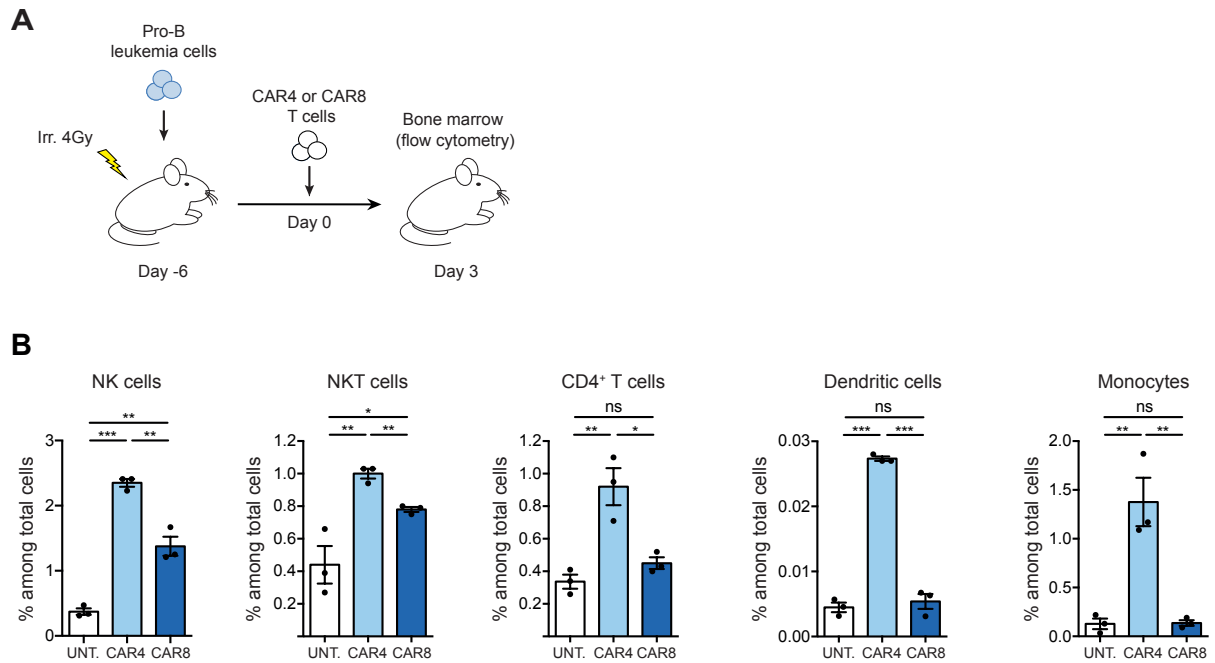 A
Pro-B
leukemia cells
Irr. 4Gy
CAR4 or CAR8
T cells
Bone marrow
(flow cytometry)
Day 0
Day -6
Day 3
B
NK cells
**
***
**
% among total cells
3
2
1
0
UNT. CAR4 CAR8
NKT cells
*
**
**
% among total cells
1.2
1.0
0.8
0.6
0.4
0.2
UNT. CAR4 CAR8
CD4⁺ T cells
ns
**
*
% among total cells
1.2
1.0
0.8
0.6
0.4
0.2
UNT. CAR4 CAR8
Dendritic cells
ns
***
***
% among total cells
0.03
0.009
0.006
0.003
0.000
UNT. CAR4 CAR8
Monocytes
ns
**
**
% among total cells
2.0
1.5
1.0
0.5
0.0
UNT. CAR4 CAR8